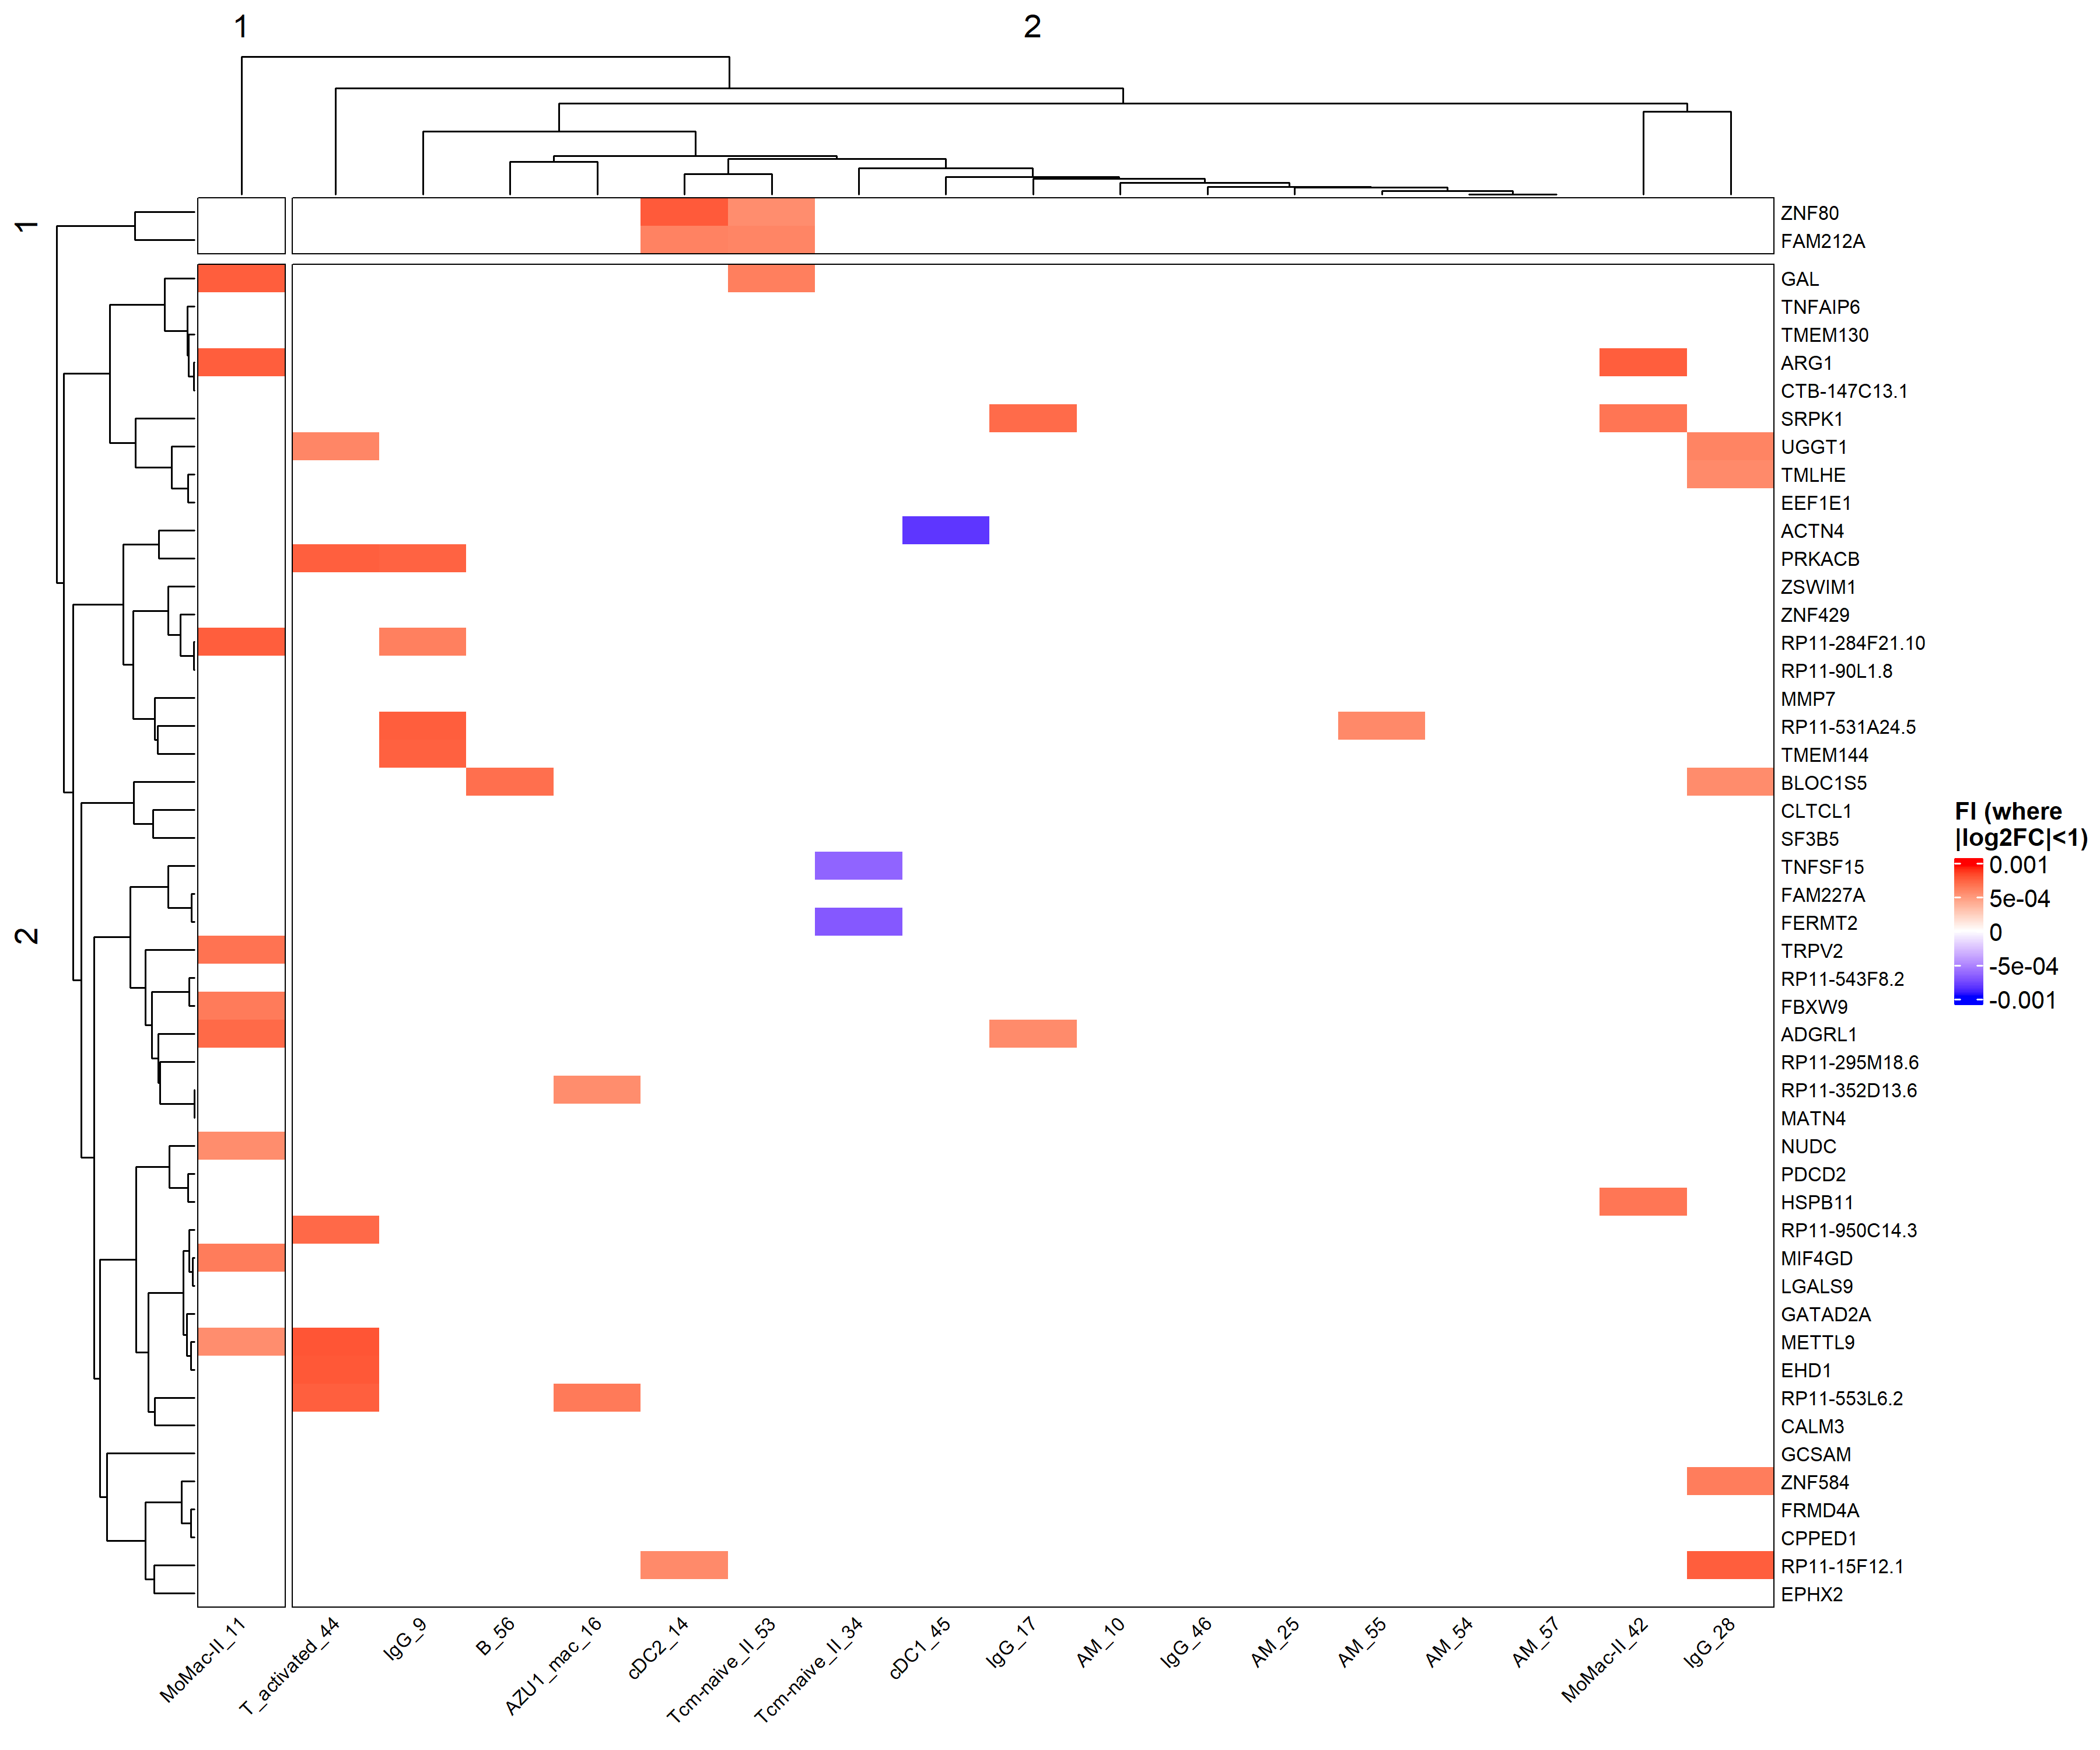 1
2
1
2
ZNF80
FAM212A
GAL
TNFAIP6
TMEM130
ARG1
CTB-147C13.1
SRPK1
UGGT1
TMLHE
EEF1E1
ACTN4
PRKACB
ZSWIM1
ZNF429
RP11-284F21.10
RP11-90L1.8
MMP7
RP11-531A24.5
TMEM144
BLOC1S5
CLTCL1
SF3B5
TNFSF15
FAM227A
FERMT2
TRPV2
RP11-543F8.2
FBXW9
ADGRL1
RP11-295M18.6
RP11-352D13.6
MATN4
NUDC
PDCD2
HSPB11
RP11-950C14.3
MIF4GD
LGALS9
GATAD2A
METTL9
EHD1
RP11-553L6.2
CALM3
GCSAM
ZNF584
FRMD4A
CPPED1
RP11-15F12.1
EPHX2
MoMac-II_11
T_activated_44
IgG_9
B_56
AZU1_mac_16
cDC2_14
Tcm-naive_II_53
Tcm-naive_II_34
cDC1_45
IgG_17
AM_10
IgG_46
AM_25
AM_55
AM_54
AM_57
MoMac-II_42
IgG_28
FI (where
|log2FC|<1)
0.001
5e-04
0
-5e-04
-0.001